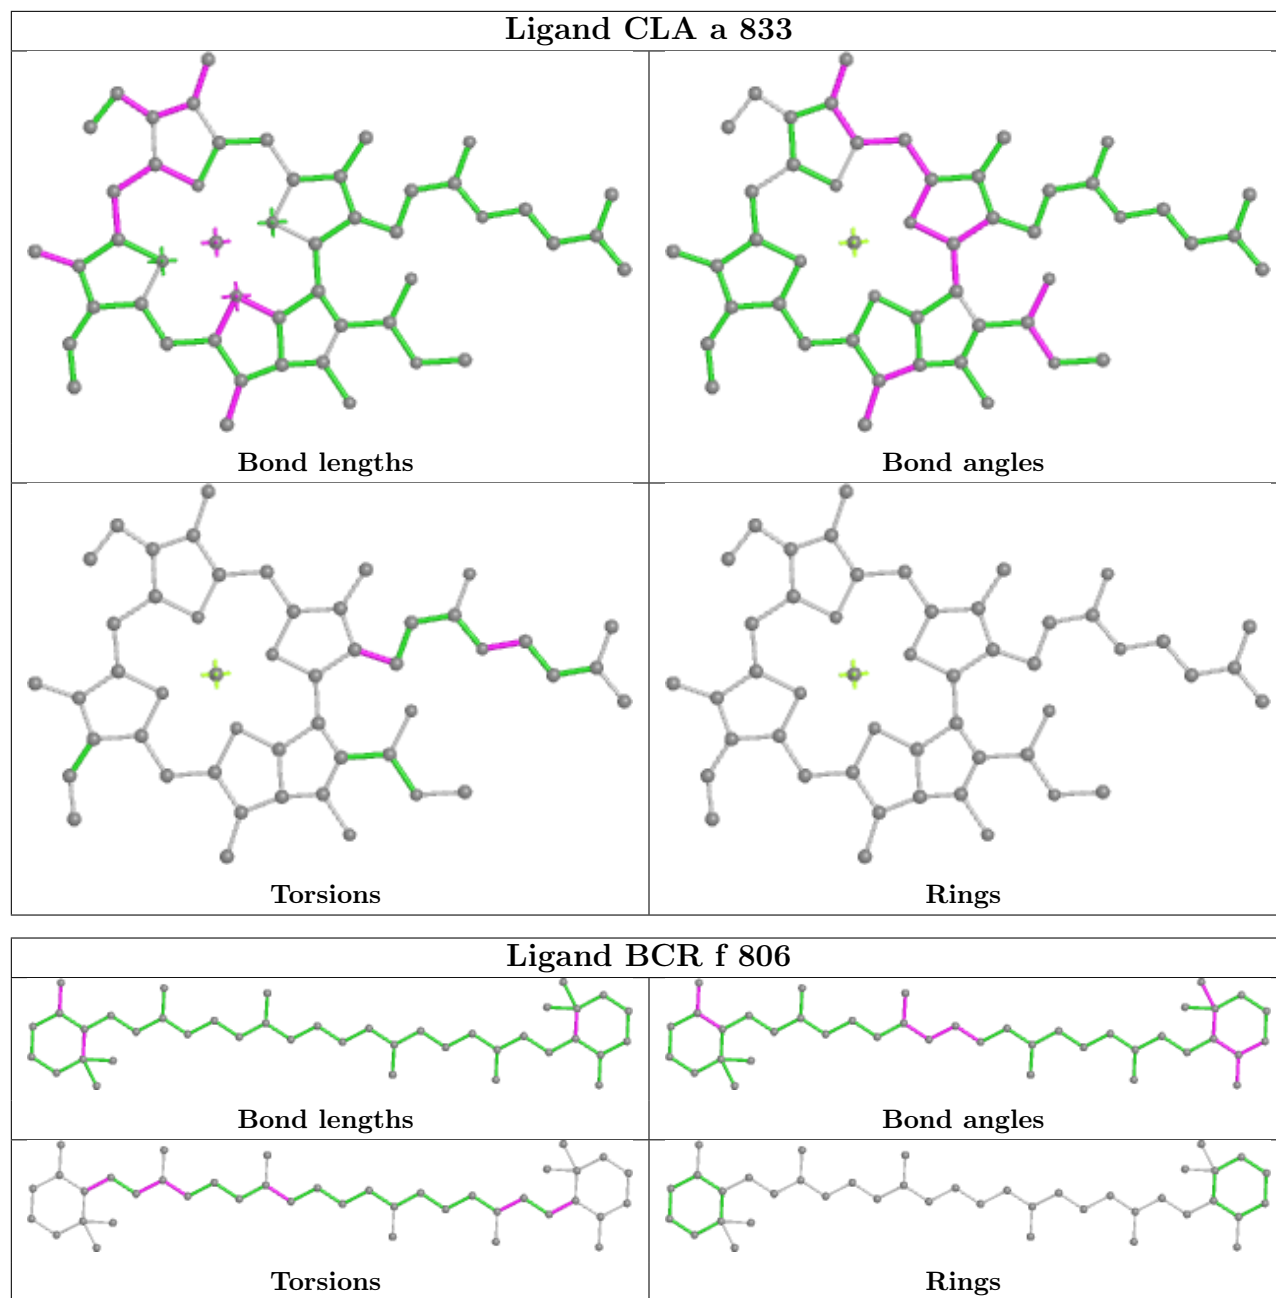 Ligand CLA a 833
Bond lengths
Bond angles
Torsions
Rings
Ligand BCR f 806
Bond lengths
Bond angles
Torsions
Rings